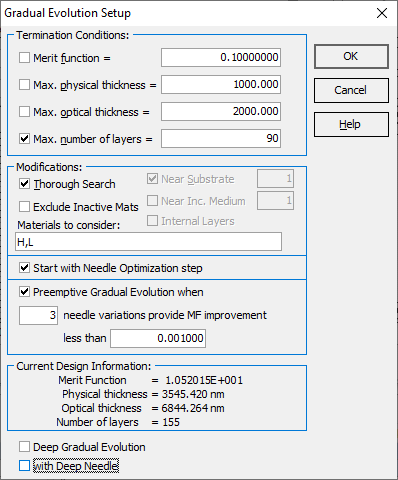 Gradual Evolution Setup
Termination Conditions:
Merit function = 0.10000000
Max. physical thickness = 1000.000
Max. optical thickness = 2000.000
Max. number of layers = 90
OK
Cancel
Help
Modifications:
Thorough Search
Near Substrate 1
Exclude Inactive Mats
Near Inc. Medium 1
Internal Layers
Materials to consider:
H,L
Start with Needle Optimization step
Preemptive Gradual Evolution when
3 needle variations provide MF improvement
less than 0.001000
Current Design Information:
Merit Function = 1.052015E+001
Physical thickness = 3545.420 nm
Optical thickness = 6844.264 nm
Number of layers = 155
Deep Gradual Evolution
with Deep Needle